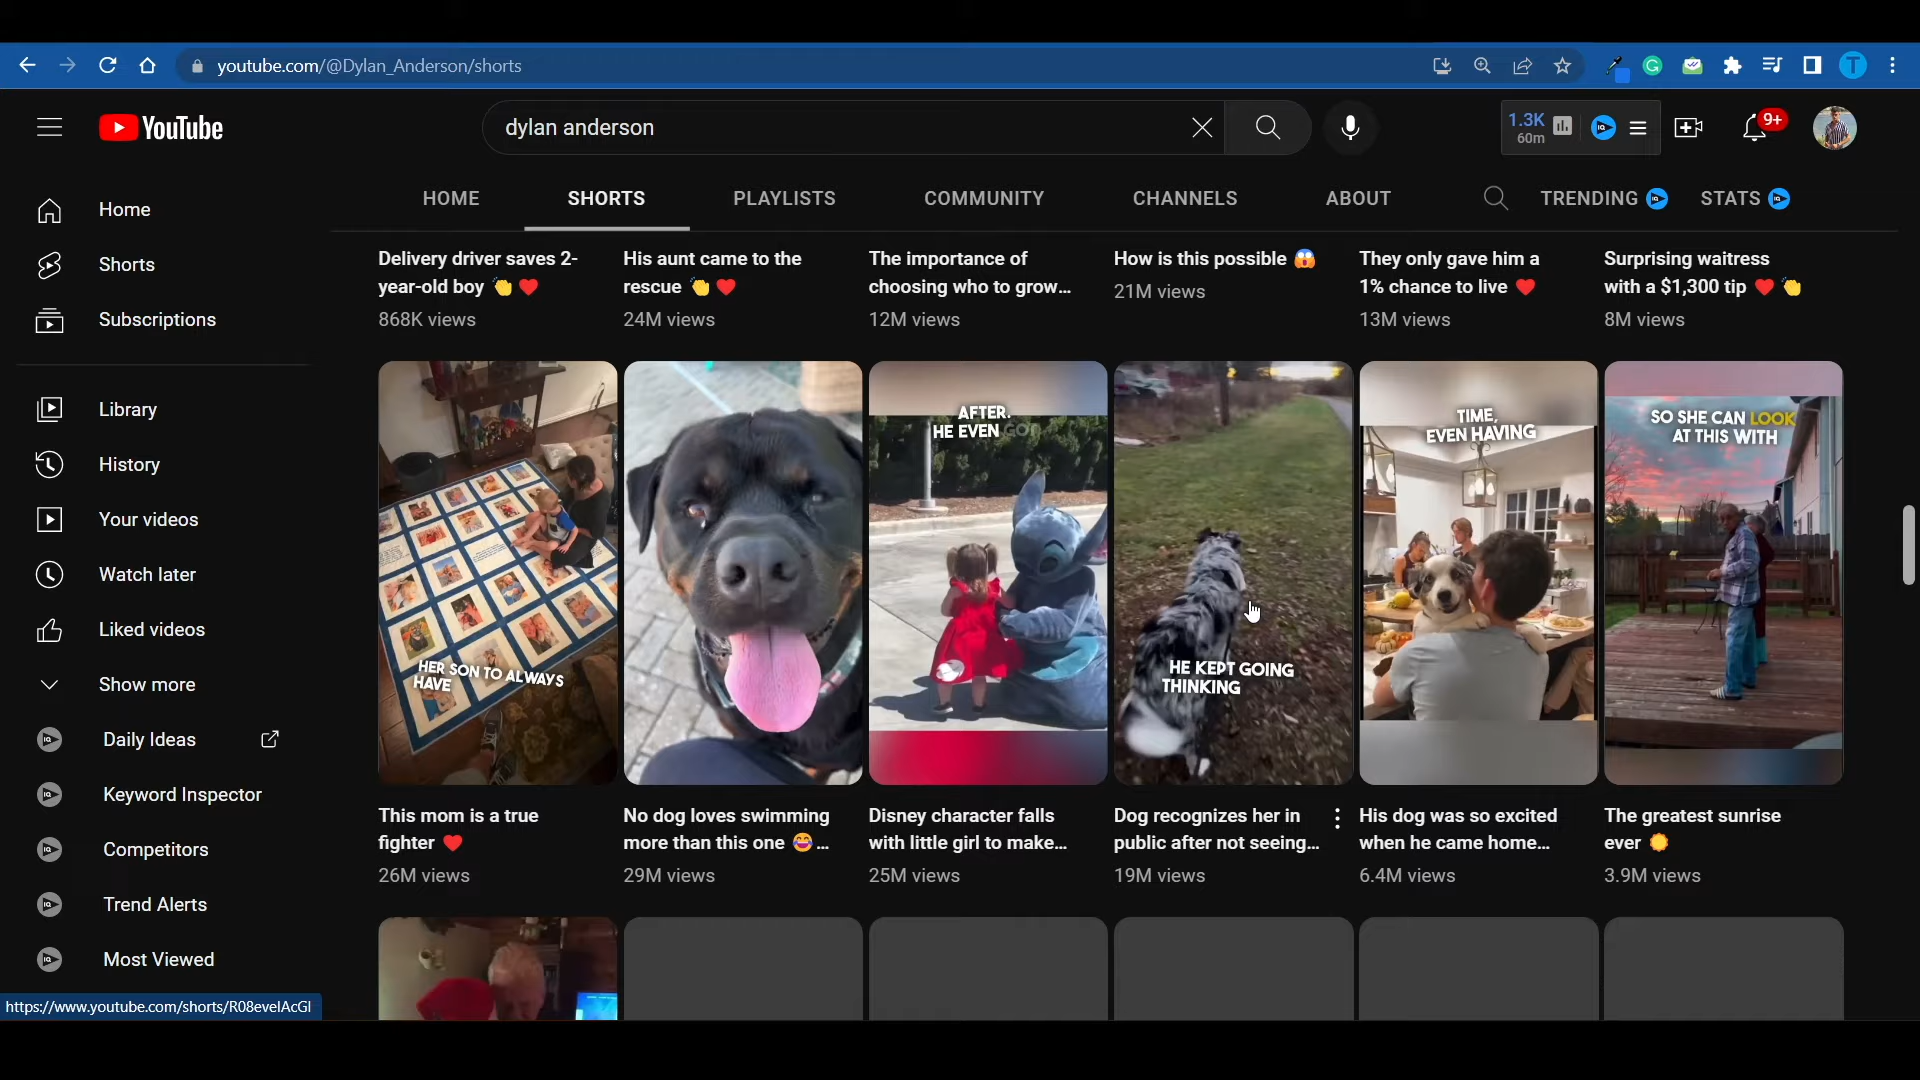 youtube.com/@Dylan_Anderson/shorts
T
YouTube
dylan anderson
1.3K
60m
9+
HOME
SHORTS
PLAYLISTS
COMMUNITY
CHANNELS
ABOUT
TRENDING
STATS
Home
Shorts
Subscriptions
Library
History
Your videos
Watch later
Liked videos
Show more
Daily Ideas
Keyword Inspector
Competitors
Trend Alerts
Most Viewed
Delivery driver saves 2-
year-old boy 👏❤️
868K views
His aunt came to the
rescue 👏❤️
24M views
The importance of
choosing who to grow...
12M views
How is this possible 😱
21M views
They only gave him a
1% chance to live ❤️
13M views
Surprising waitress
with a $1,300 tip ❤️👏
8M views
HER SON TO ALWAYS
HAVE
AFTER.
HE EVEN GOT
HE KEPT GOING
THINKING
TIME,
EVEN HAVING
SO SHE CAN LOOK
AT THIS WITH
This mom is a true
fighter ❤️
26M views
No dog loves swimming
more than this one 😂...
29M views
Disney character falls
with little girl to make...
25M views
Dog recognizes her in
public after not seeing...
19M views
His dog was so excited
when he came home...
6.4M views
The greatest sunrise
ever 🌞
3.9M views
https://www.youtube.com/shorts/R08evelAcGI